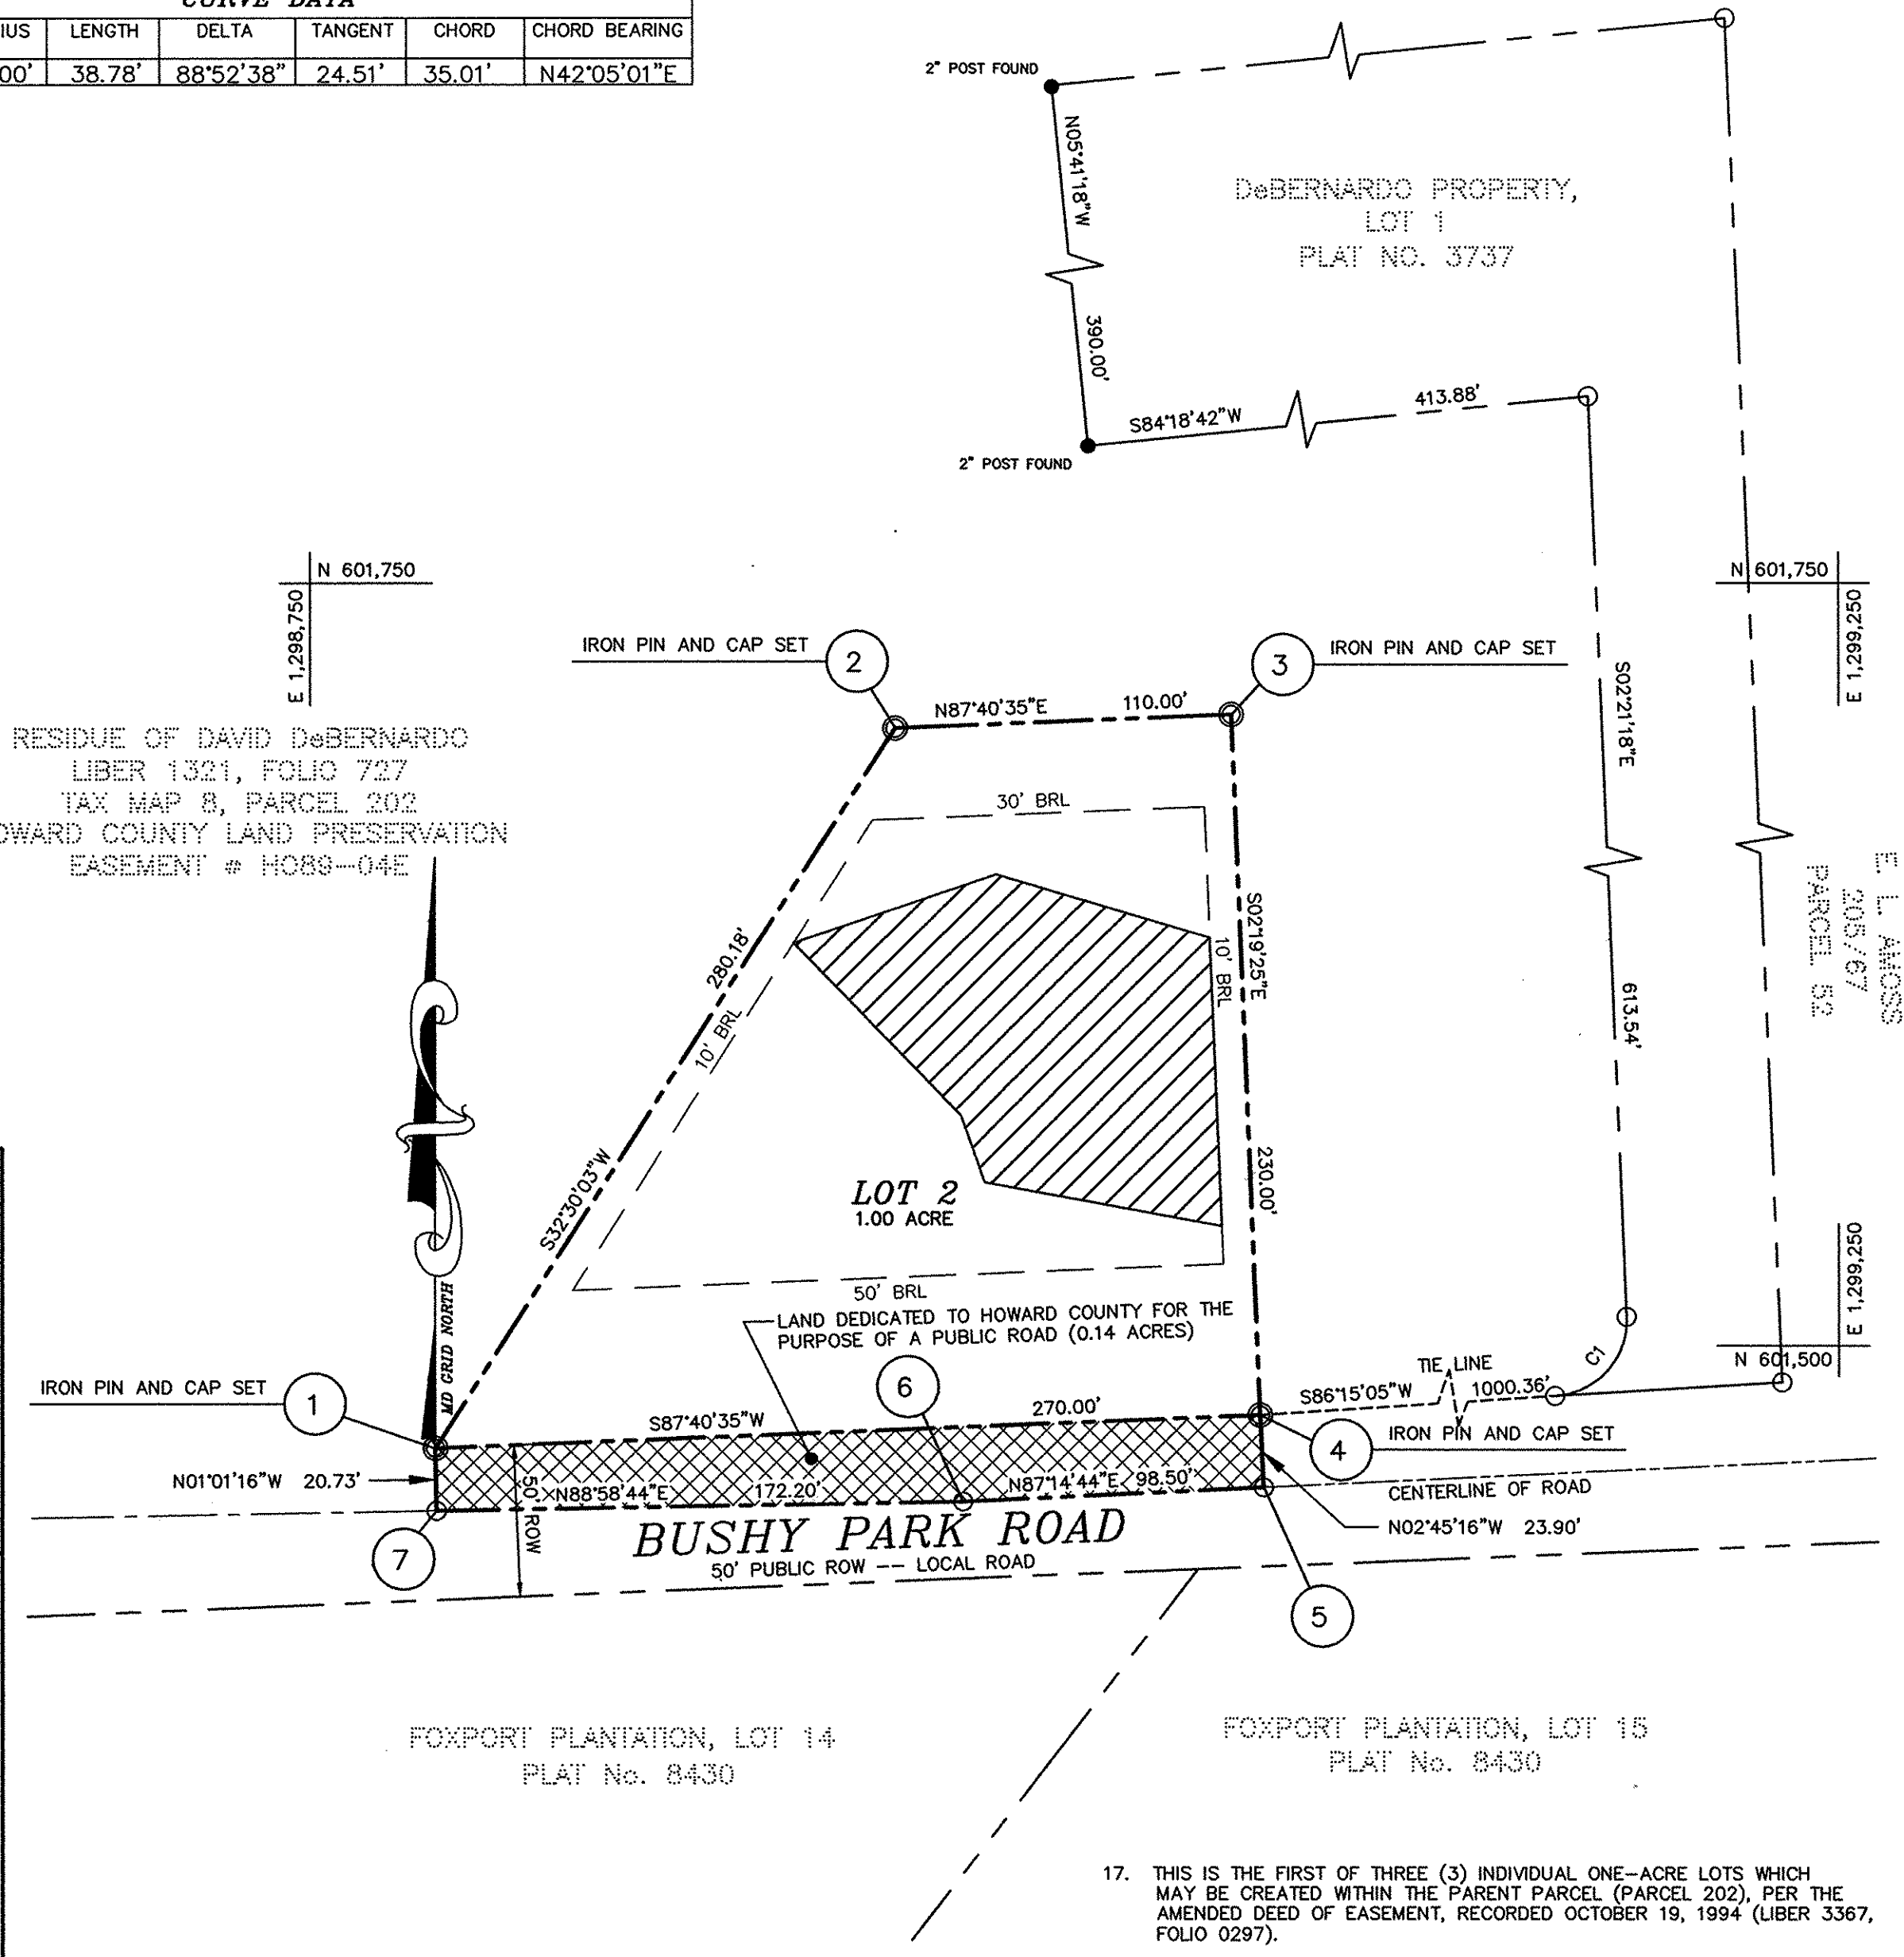 CURVE DATA
LENGTH DELTA TANGENT CHORD CHORD BEARING
38.78' 88°52'38" 24.51' 35.01' N42°05'01"E
2" POST FOUND
N05°41'18"W
390.00'
DeBERNARDO PROPERTY,
LOT 1
PLAT NO. 3737
S84°18'42"W
413.88'
2" POST FOUND
N 601,750
E 1,298,750
N 601,750
E 1,299,250
IRON PIN AND CAP SET
2
3
IRON PIN AND CAP SET
N87°40'35"E
110.00'
S02°21'18"E
613.54'
RESIDUE OF DAVID DeBERNARDO
LIBER 1321, FOLIO 727
TAX MAP 8, PARCEL 202
HOWARD COUNTY LAND PRESERVATION
EASEMENT # HO89-04E
30' BRL
E. L. AMOSS
205/67
PARCEL 52
S02°19'25"E
10' BRL
280.18'
10' BRL
230.00'
S32°30'03"W
LOT 2
1.00 ACRE
50' BRL
E 1,299,250
N 601,500
MD GRID NORTH
LAND DEDICATED TO HOWARD COUNTY FOR THE
PURPOSE OF A PUBLIC ROAD (0.14 ACRES)
C1
TIE LINE
S86°15'05"W
1000.36'
IRON PIN AND CAP SET
1
6
S87°40'35"W
270.00'
4
IRON PIN AND CAP SET
N01°01'16"W 20.73'
N88°58'44"E
172.20'
N87°14'44"E 98.50'
CENTERLINE OF ROAD
N02°45'16"W 23.90'
50' ROW
BUSHY PARK ROAD
50' PUBLIC ROW -- LOCAL ROAD
7
5
FOXPORT PLANTATION, LOT 14
PLAT No. 8430
FOXPORT PLANTATION, LOT 15
PLAT No. 8430
17. THIS IS THE FIRST OF THREE (3) INDIVIDUAL ONE-ACRE LOTS WHICH
MAY BE CREATED WITHIN THE PARENT PARCEL (PARCEL 202), PER THE
AMENDED DEED OF EASEMENT, RECORDED OCTOBER 19, 1994 (LIBER 3367,
FOLIO 0297).